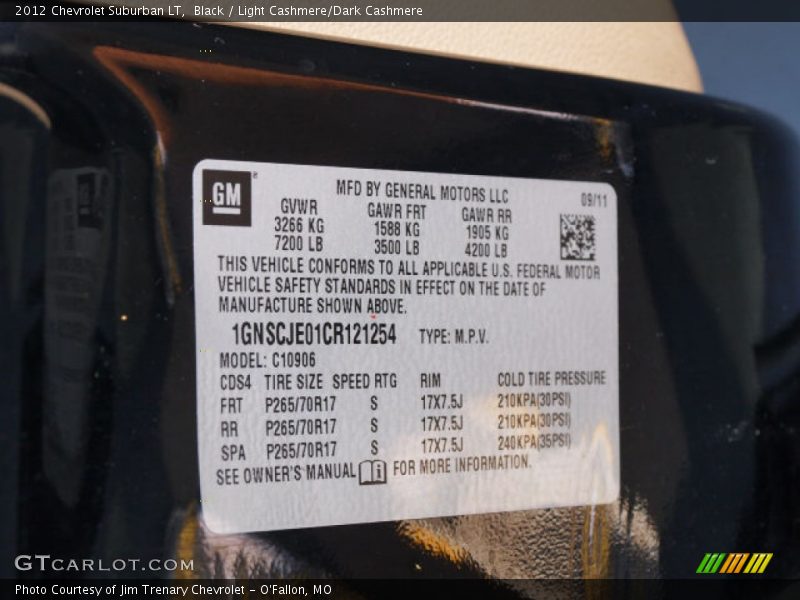 2012 Chevrolet Suburban LT, Black / Light Cashmere/Dark Cashmere
GM
MFD BY GENERAL MOTORS LLC 09/11
GVWR GAWR FRT GAWR RR
3266 KG 1588 KG 1905 KG
7200 LB 3500 LB 4200 LB
THIS VEHICLE CONFORMS TO ALL APPLICABLE U.S. FEDERAL MOTOR
VEHICLE SAFETY STANDARDS IN EFFECT ON THE DATE OF
MANUFACTURE SHOWN ABOVE.
1GNSCJE01CR121254 TYPE: M.P.V.
MODEL: C10906
CDS4 TIRE SIZE SPEED RTG RIM COLD TIRE PRESSURE
FRT P265/70R17 S 17X7.5J 210KPA(30PSI)
RR P265/70R17 S 17X7.5J 210KPA(30PSI)
SPA P265/70R17 S 17X7.5J 240KPA(35PSI)
SEE OWNER'S MANUAL FOR MORE INFORMATION.
GTCARLOT.COM
Photo Courtesy of Jim Trenary Chevrolet - O'Fallon, MO